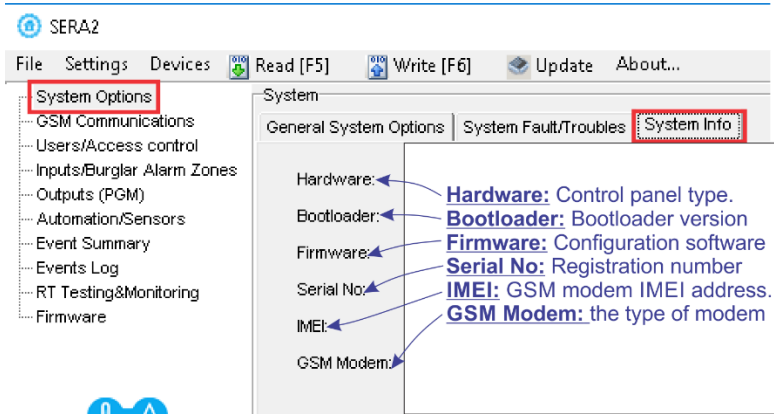 SERA2
File Settings Devices Read [F5] Write [F6] Update About...
System Options
GSM Communications
Users/Access control
Inputs/Burglar Alarm Zones
Outputs (PGM)
Automation/Sensors
Event Summary
Events Log
RT Testing&Monitoring
Firmware
System
General System Options System Fault/Troubles System Info
Hardware: Hardware: Control panel type.
Bootloader: Bootloader: Bootloader version
Firmware: Firmware: Configuration software
Serial No: Serial No: Registration number
IMEI: IMEI: GSM modem IMEI address.
GSM Modem: GSM Modem: the type of modem